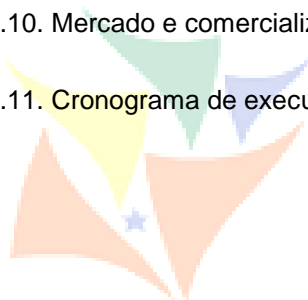 .10. Mercado e comercializ
.11. Cronograma de execu